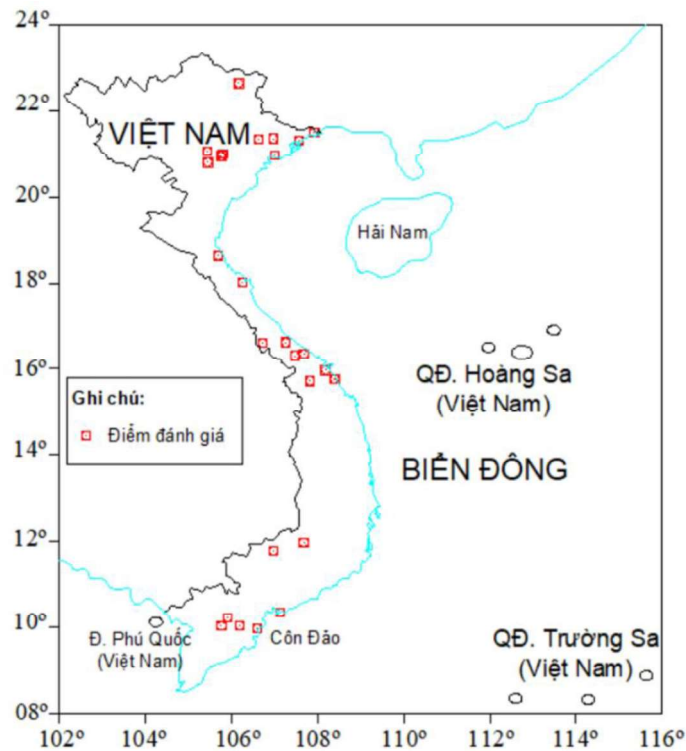 24°
22°
VIỆT NAM
20°
Hải Nam
18°
16°
QĐ. Hoàng Sa
(Việt Nam)
Ghi chú:
Điểm đánh giá
14°
BIỂN ĐÔNG
12°
10°
Đ. Phú Quốc
(Việt Nam)
Côn Đảo
QĐ. Trường Sa
(Việt Nam)
08°
102° 104° 106° 108° 110° 112° 114° 116°